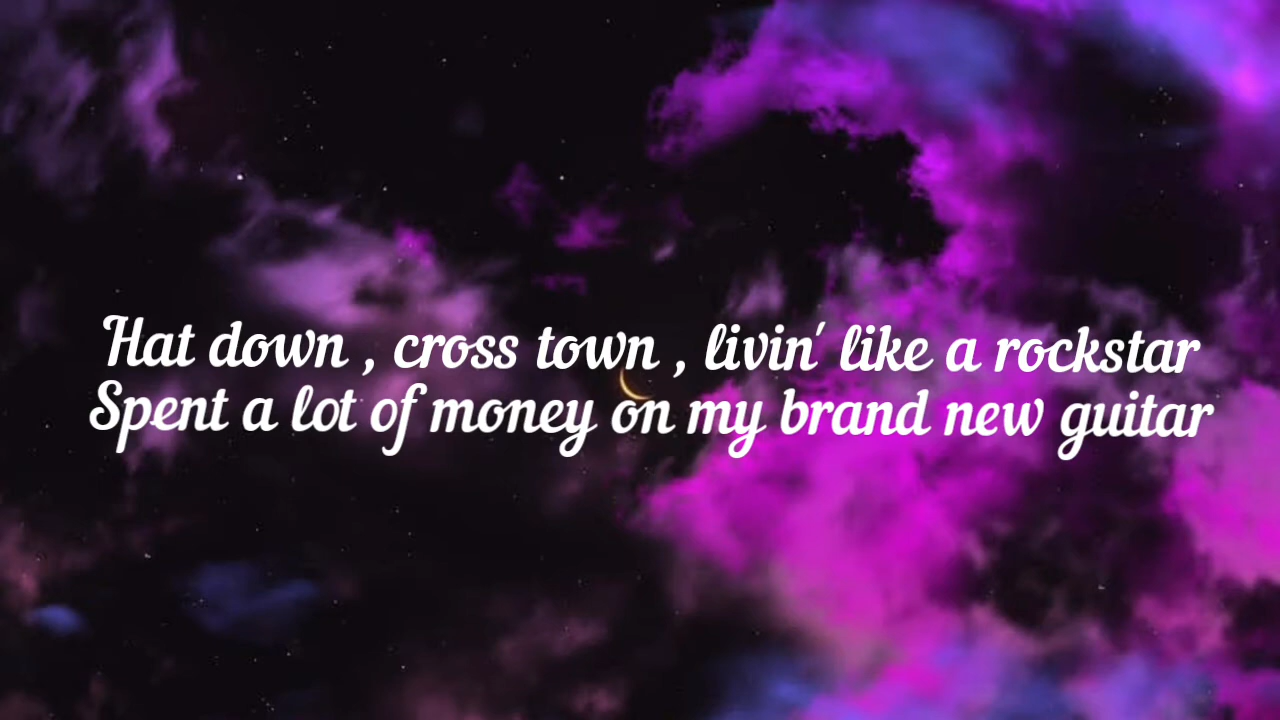 Hat down , cross town , livin' like a rockstar
Spent a lot of money on my brand new guitar